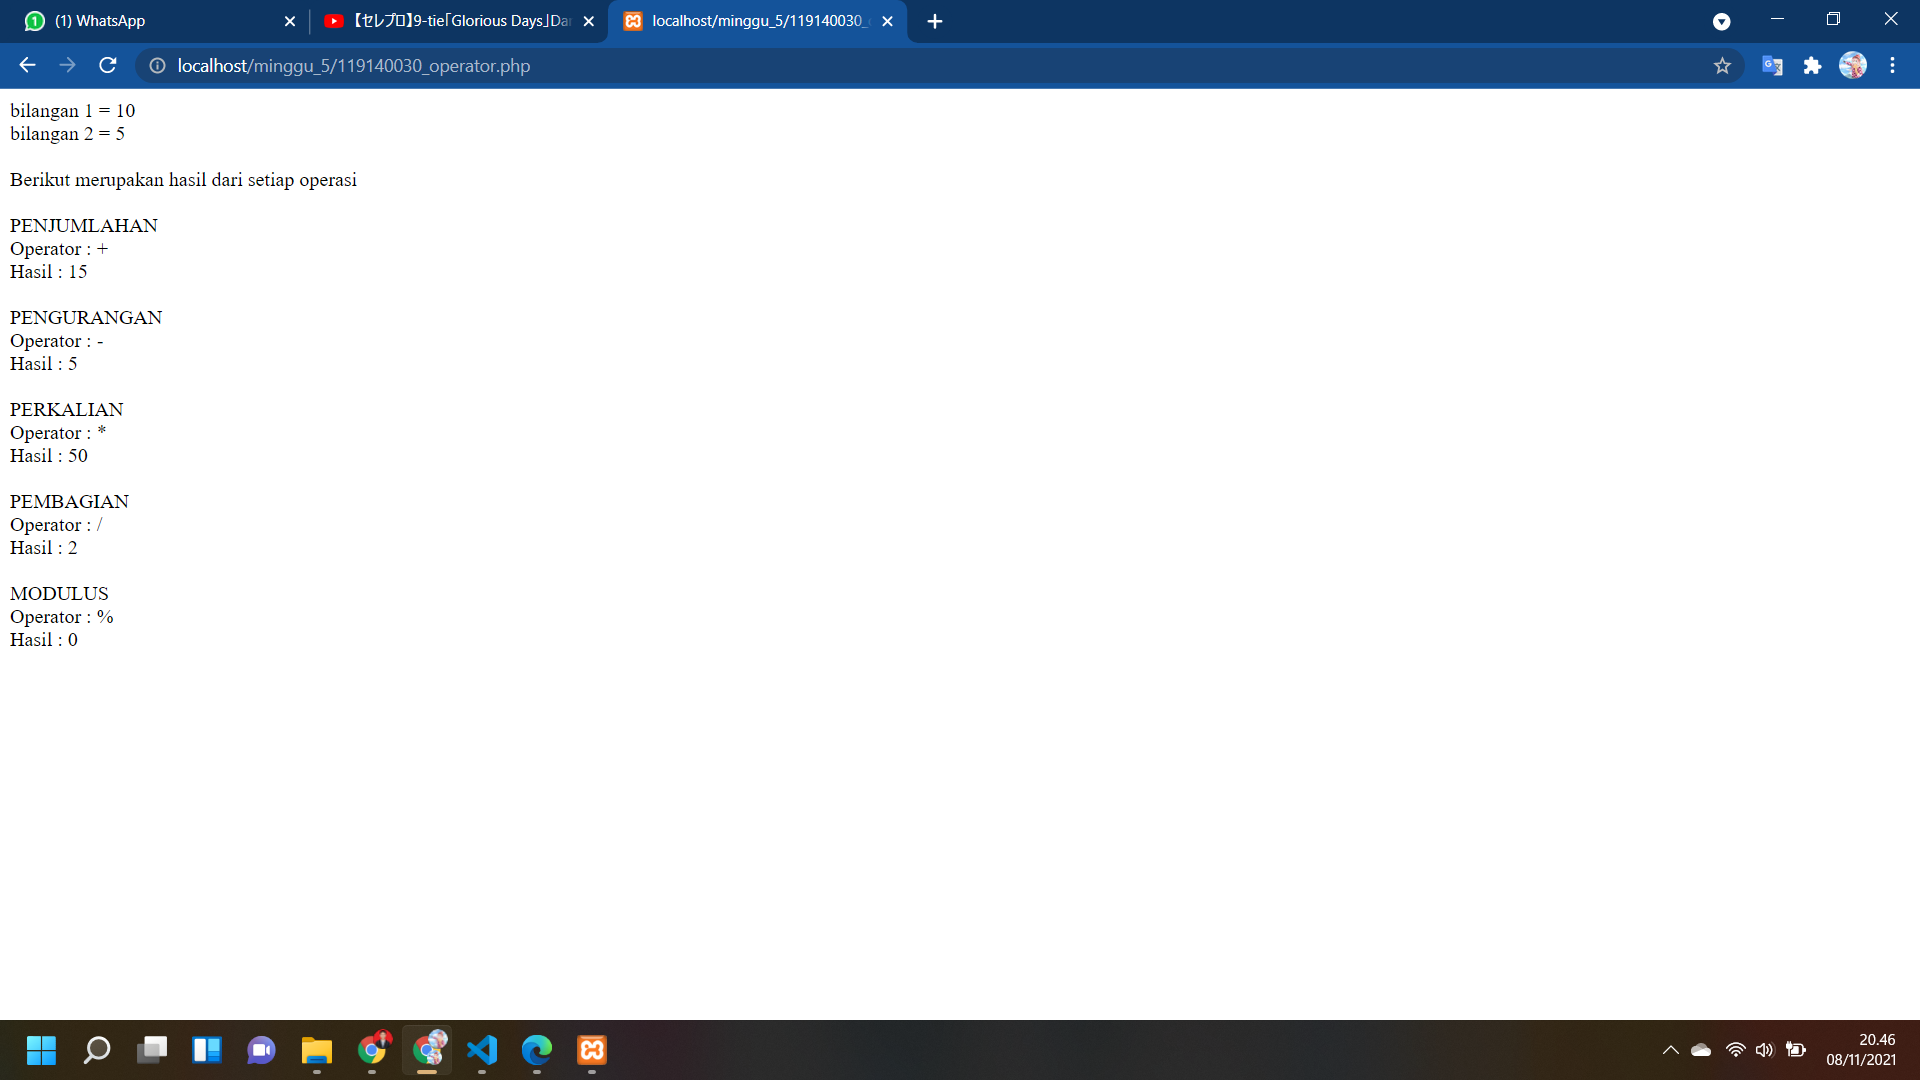 (1) WhatsApp
【セレプロ】9-tie「Glorious Days」Dan
localhost/minggu_5/119140030_
localhost/minggu_5/119140030_operator.php
bilangan 1 = 10
bilangan 2 = 5
Berikut merupakan hasil dari setiap operasi
PENJUMLAHAN
Operator : +
Hasil : 15
PENGURANGAN
Operator : -
Hasil : 5
PERKALIAN
Operator : *
Hasil : 50
PEMBAGIAN
Operator : /
Hasil : 2
MODULUS
Operator : %
Hasil : 0
20.46
08/11/2021